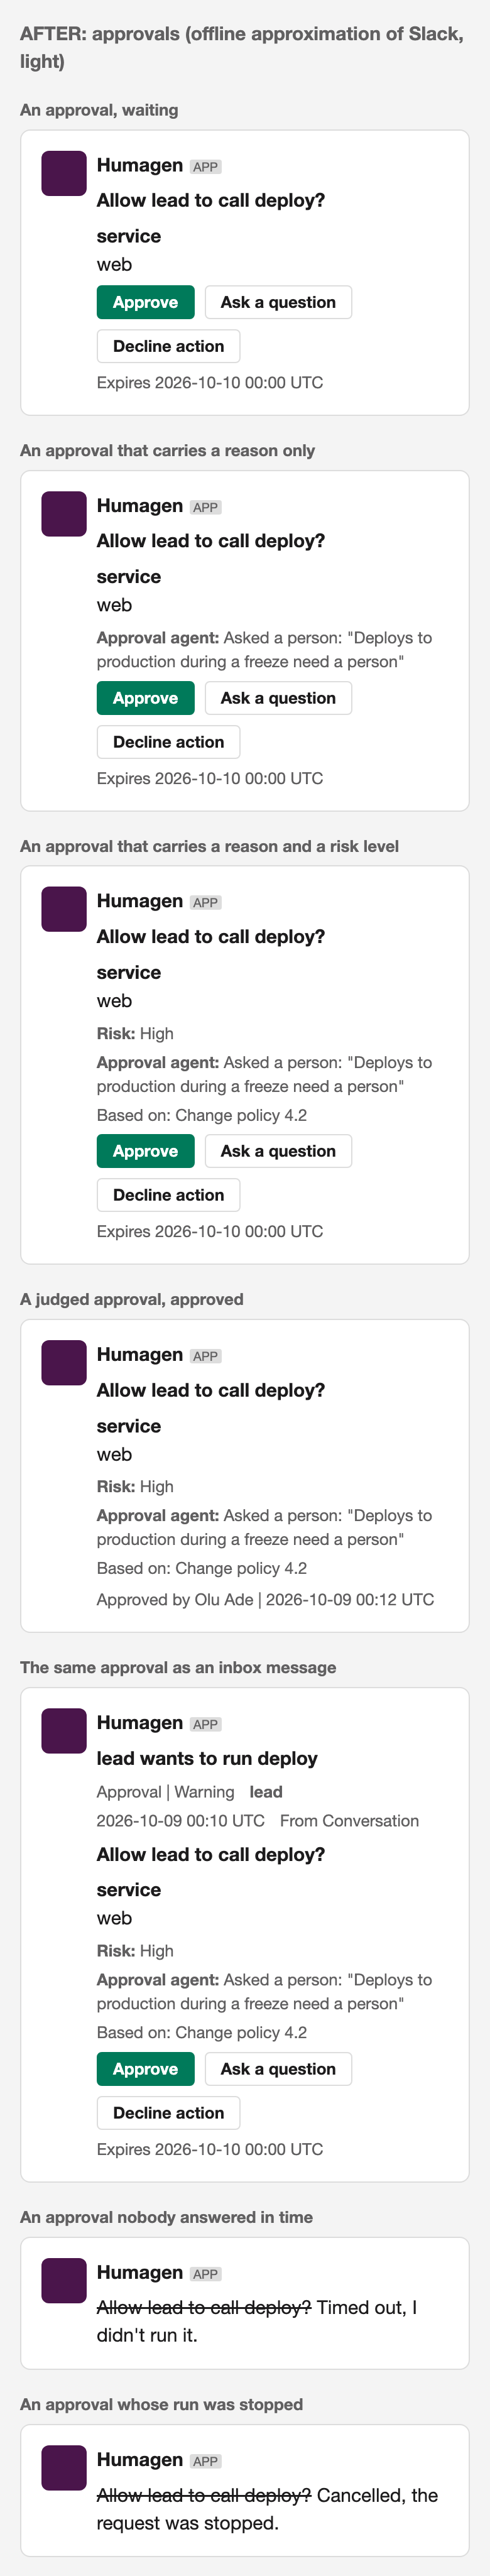 AFTER: approvals (offline approximation of Slack,
light)
An approval, waiting
Humagen APP
Allow lead to call deploy?
service
web
Approve Ask a question
Decline action
Expires 2026-10-10 00:00 UTC
An approval that carries a reason only
Humagen APP
Allow lead to call deploy?
service
web
Approval agent: Asked a person: "Deploys to
production during a freeze need a person"
Approve Ask a question
Decline action
Expires 2026-10-10 00:00 UTC
An approval that carries a reason and a risk level
Humagen APP
Allow lead to call deploy?
service
web
Risk: High
Approval agent: Asked a person: "Deploys to
production during a freeze need a person"
Based on: Change policy 4.2
Approve Ask a question
Decline action
Expires 2026-10-10 00:00 UTC
A judged approval, approved
Humagen APP
Allow lead to call deploy?
service
web
Risk: High
Approval agent: Asked a person: "Deploys to
production during a freeze need a person"
Based on: Change policy 4.2
Approved by Olu Ade | 2026-10-09 00:12 UTC
The same approval as an inbox message
Humagen APP
lead wants to run deploy
Approval | Warning lead
2026-10-09 00:10 UTC From Conversation
Allow lead to call deploy?
service
web
Risk: High
Approval agent: Asked a person: "Deploys to
production during a freeze need a person"
Based on: Change policy 4.2
Approve Ask a question
Decline action
Expires 2026-10-10 00:00 UTC
An approval nobody answered in time
Humagen APP
Allow lead to call deploy? Timed out, I
didn't run it.
An approval whose run was stopped
Humagen APP
Allow lead to call deploy? Cancelled, the
request was stopped.